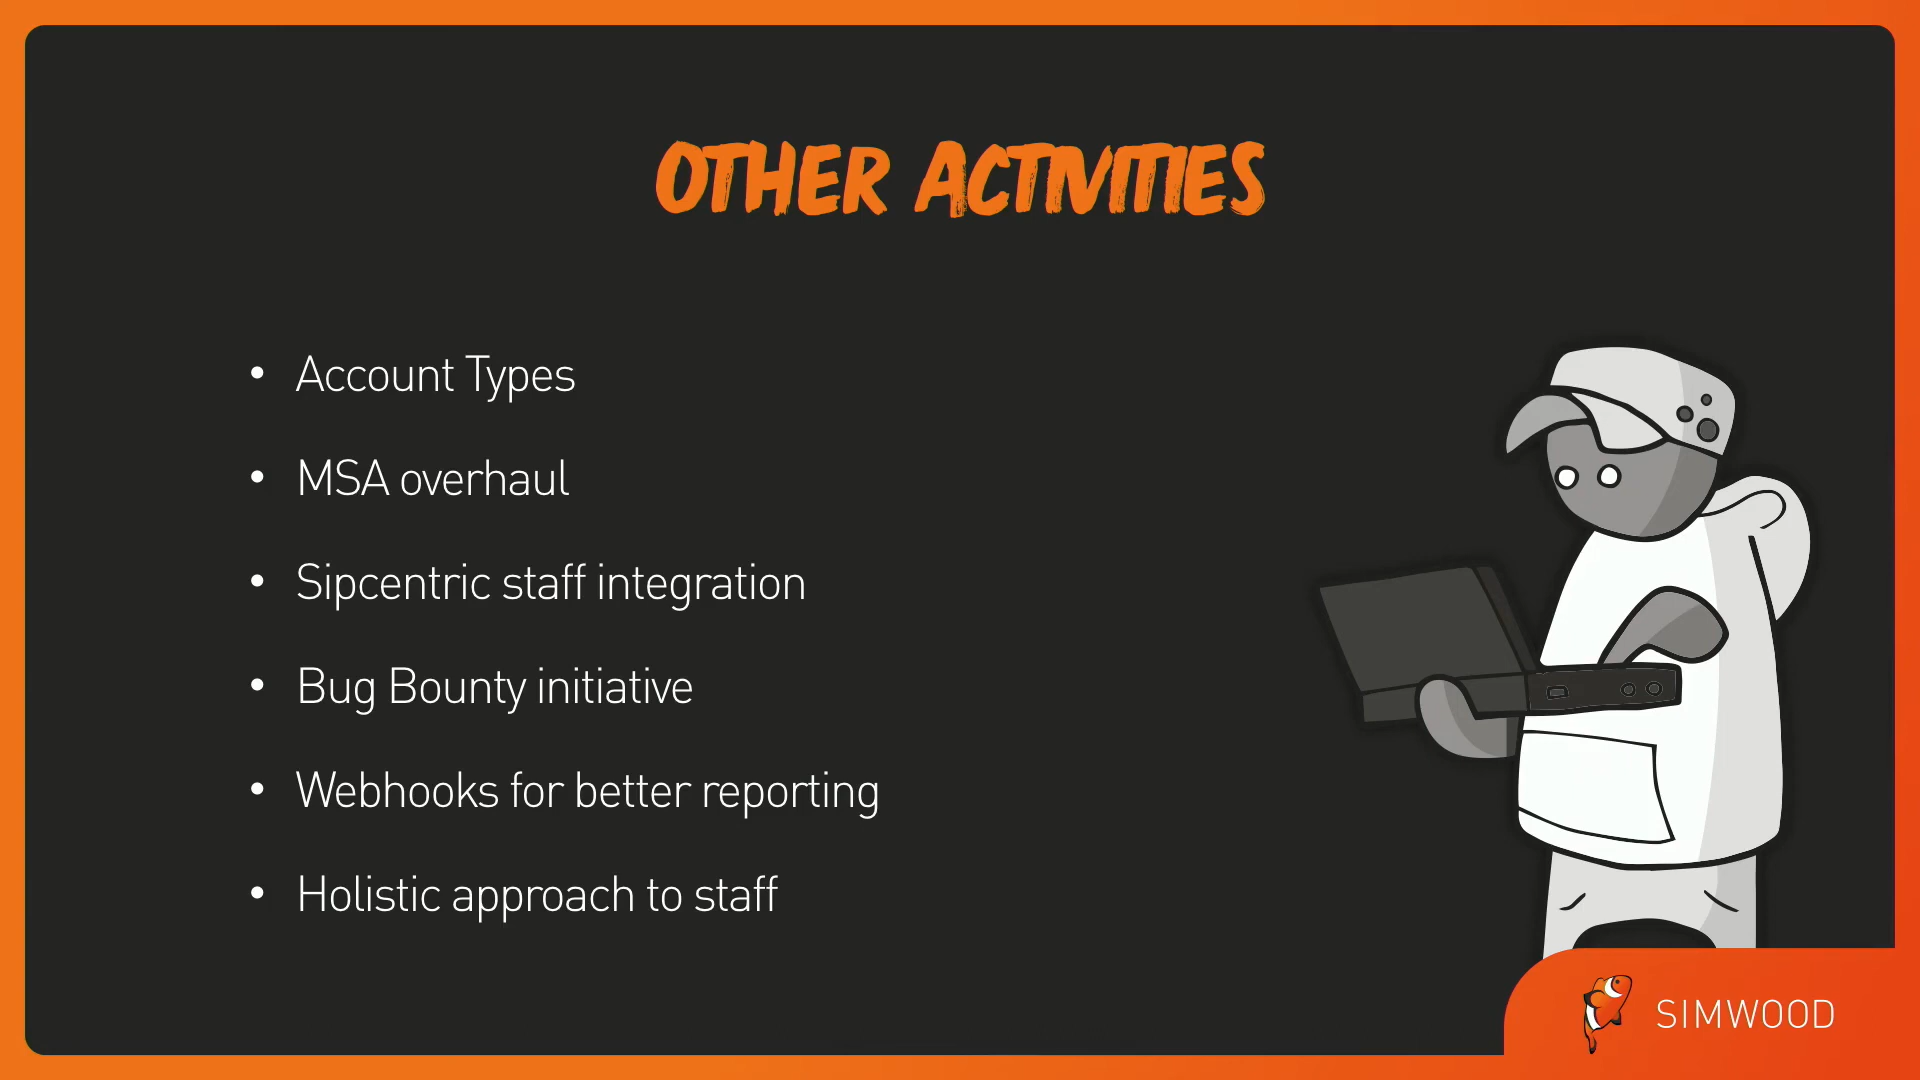 OTHER ACTIVITIES
• Account Types
• MSA overhaul
• Sipcentric staff integration
• Bug Bounty initiative
• Webhooks for better reporting
• Holistic approach to staff
SIMWOOD